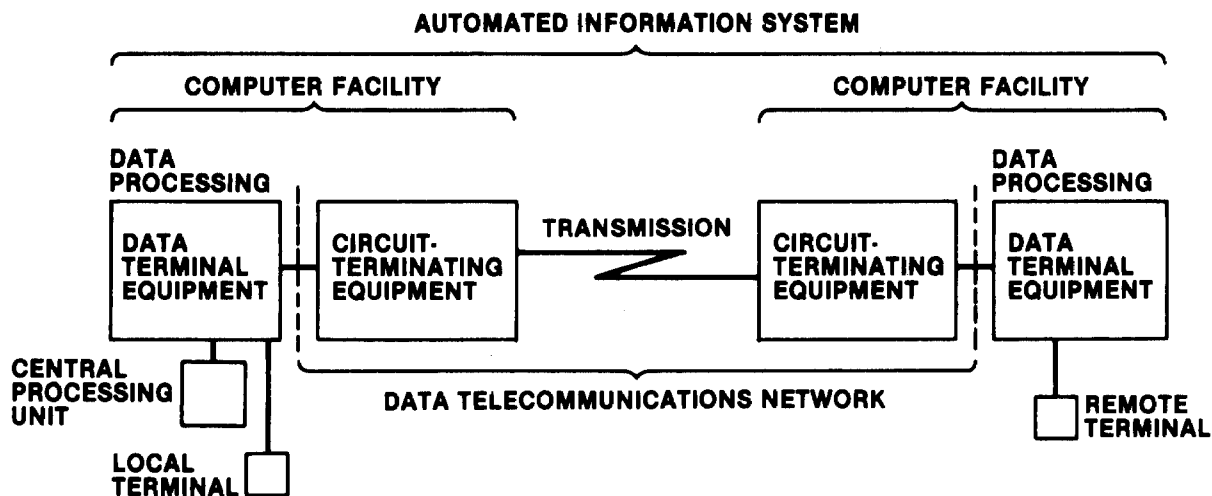 AUTOMATED INFORMATION SYSTEM
COMPUTER FACILITY
COMPUTER FACILITY
DATA
PROCESSING
DATA
PROCESSING
DATA
TERMINAL
EQUIPMENT
CIRCUIT-
TERMINATING
EQUIPMENT
TRANSMISSION
CIRCUIT-
TERMINATING
EQUIPMENT
DATA
TERMINAL
EQUIPMENT
CENTRAL
PROCESSING
UNIT
DATA TELECOMMUNICATIONS NETWORK
REMOTE
TERMINAL
LOCAL
TERMINAL